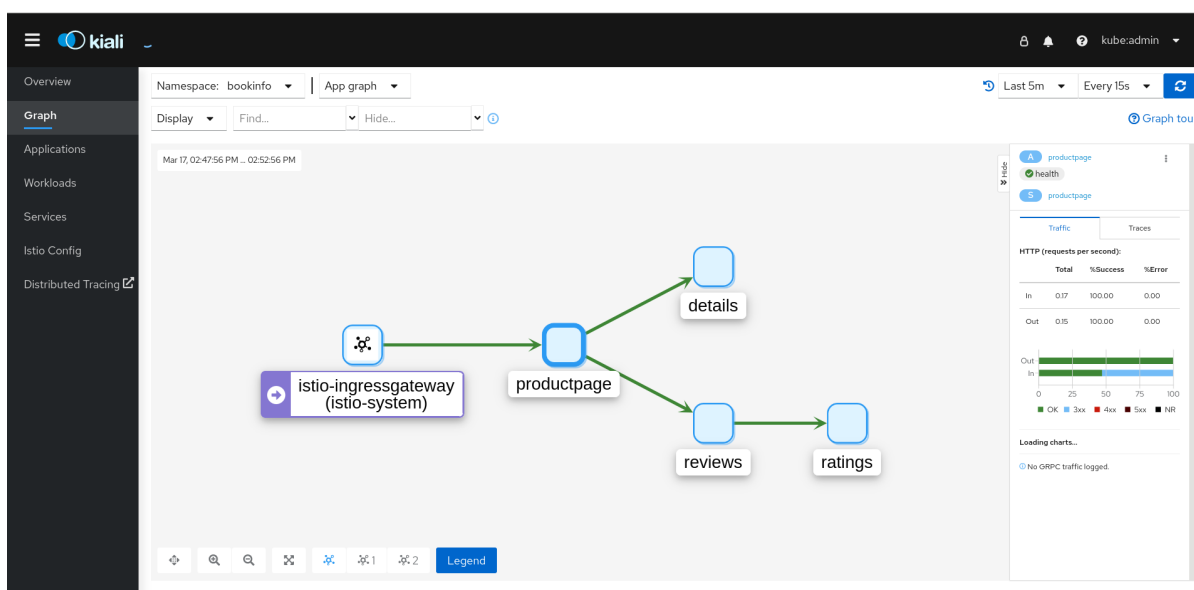 kiali
kube:admin
Overview
Graph
Applications
Workloads
Services
Istio Config
Distributed Tracing
Namespace: bookinfo
App graph
Last 5m
Every 15s
Display
Find...
Hide...
Graph tou
Mar 17, 02:47:56 PM ... 02:52:56 PM
Hide
details
istio-ingressgateway
(istio-system)
productpage
reviews
ratings
1
2
Legend
A productpage
health
S productpage
Traffic
Traces
HTTP (requests per second):
Total %Success %Error
In 0.17 100.00 0.00
Out 0.15 100.00 0.00
Out
In
0 25 50 75 100
OK 3xx 4xx 5xx NR
Loading charts...
No GRPC traffic logged.